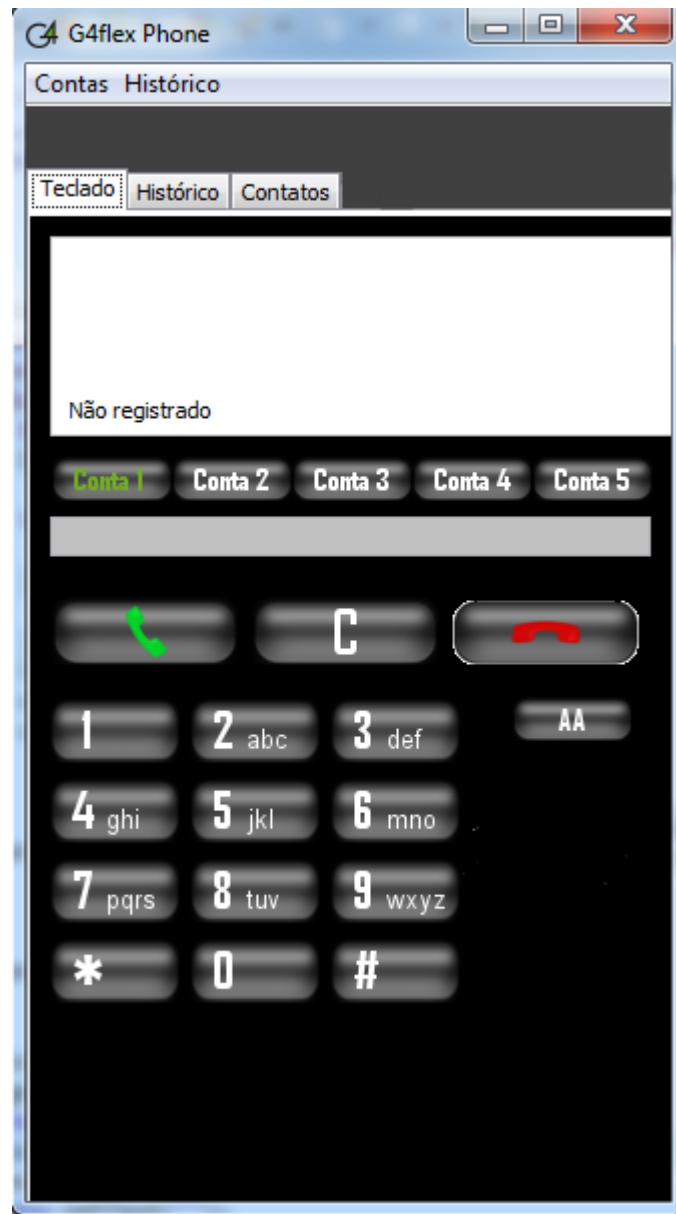 G4 G4flex Phone
Contas Histórico
Teclado Histórico Contatos
Não registrado
Conta 1 Conta 2 Conta 3 Conta 4 Conta 5
C
1 2 abc 3 def AA
4 ghi 5 jkl 6 mno
7 pqrs 8 tuv 9 wxyz
* 0 #